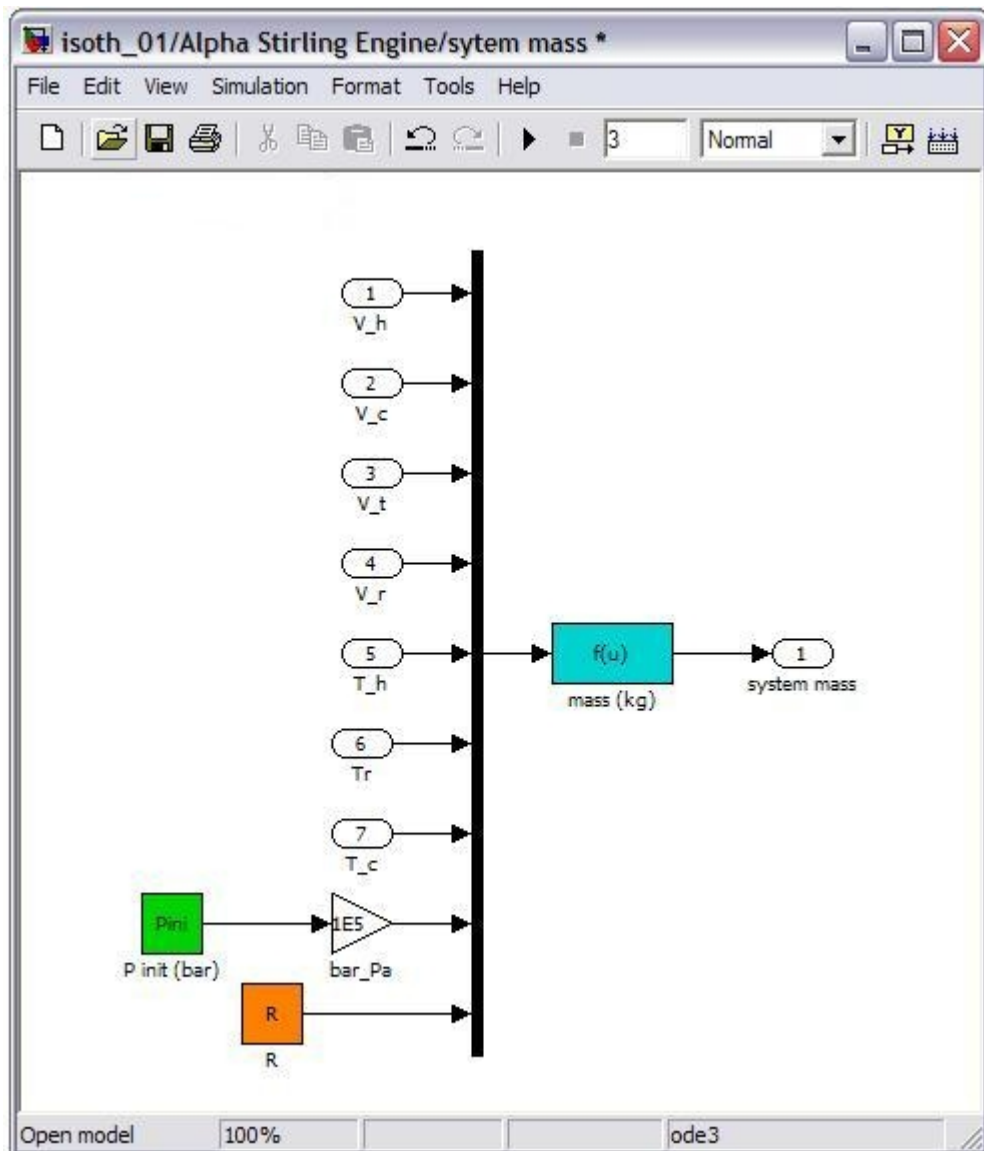 isoth_01/Alpha Stirling Engine/sytem mass *
File Edit View Simulation Format Tools Help
3 Normal
1
V_h
2
V_c
3
V_t
4
V_r
5
T_h
f(u)
mass (kg)
1
system mass
6
Tr
7
T_c
Pini
P init (bar)
1E5
bar_Pa
R
R
Open model 100% ode3